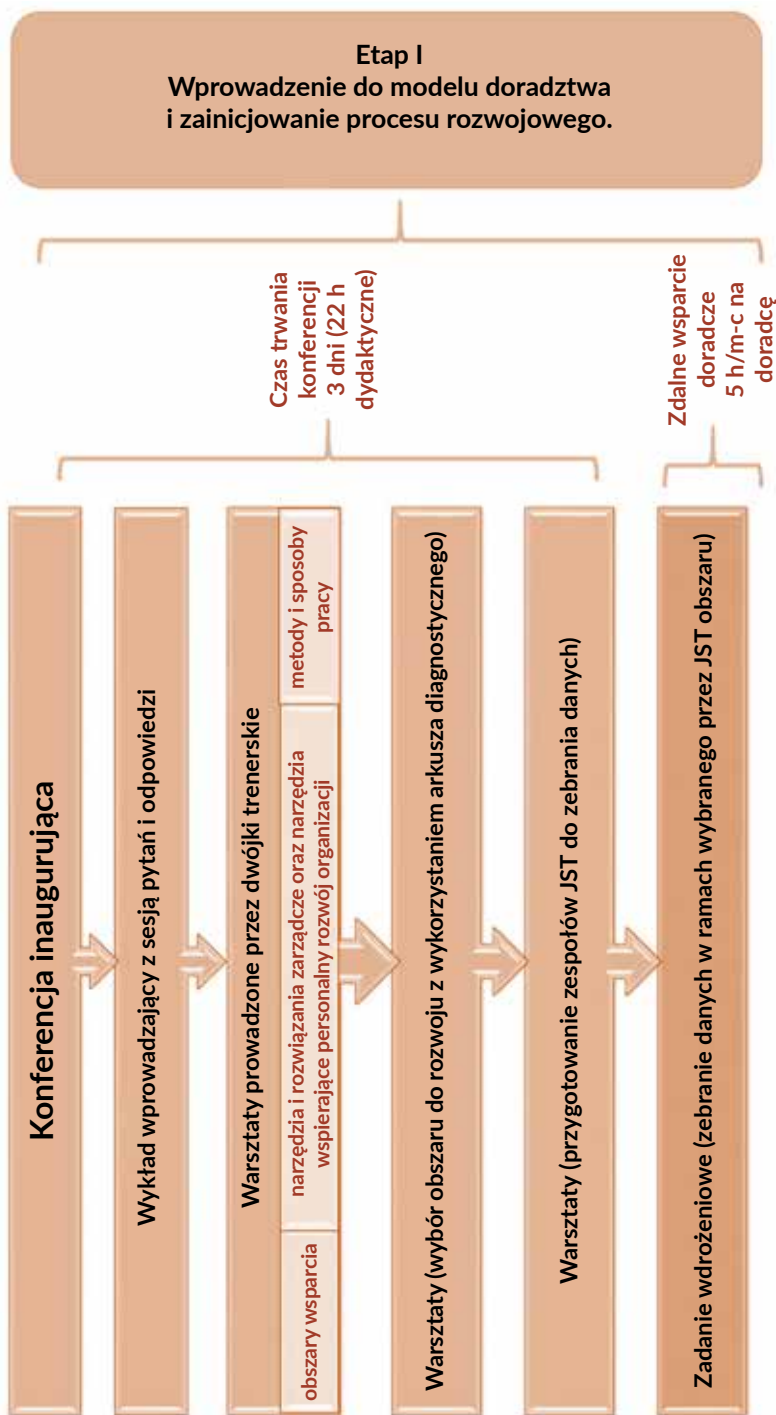 Etap I
Wprowadzenie do modelu doradztwa
i zainicjowanie procesu rozwojowego.
Czas trwania
konferencji
3 dni (22 h
dydaktyczne)
Zdalne wsparcie
doradcze
5 h/m-c na
doradcę
Konferencja inaugurująca
Wykład wprowadzający z sesją pytań i odpowiedzi
Warsztaty prowadzone przez dwójki trenerskie
obszary wsparcia
narzędzia i rozwiązania zarządcze oraz narzędzia
wspierające personalny rozwój organizacji
metody i sposoby
pracy
Warsztaty (wybór obszaru do rozwoju z wykorzystaniem arkusza diagnostycznego)
Warsztaty (przygotowanie zespołów JST do zebrania danych)
Zadanie wdrożeniowe (zebranie danych w ramach wybranego przez JST obszaru)